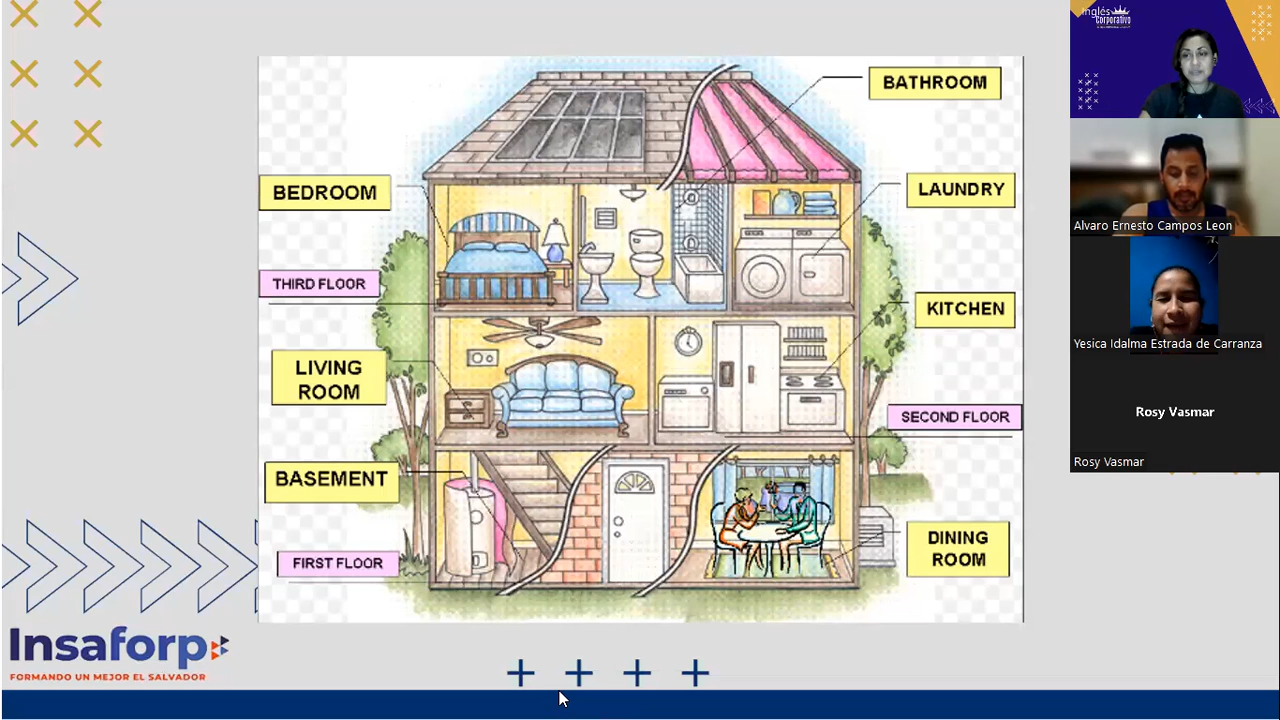 BATHROOM
BEDROOM
LAUNDRY
THIRD FLOOR
KITCHEN
LIVING
ROOM
SECOND FLOOR
BASEMENT
DINING
ROOM
FIRST FLOOR
Insaforp
FORMANDO UN MEJOR EL SALVADOR
Inglés
Corporativo
Alvaro Ernesto Campos Leon
Yesica Idalma Estrada de Carranza
Rosy Vasmar
Rosy Vasmar